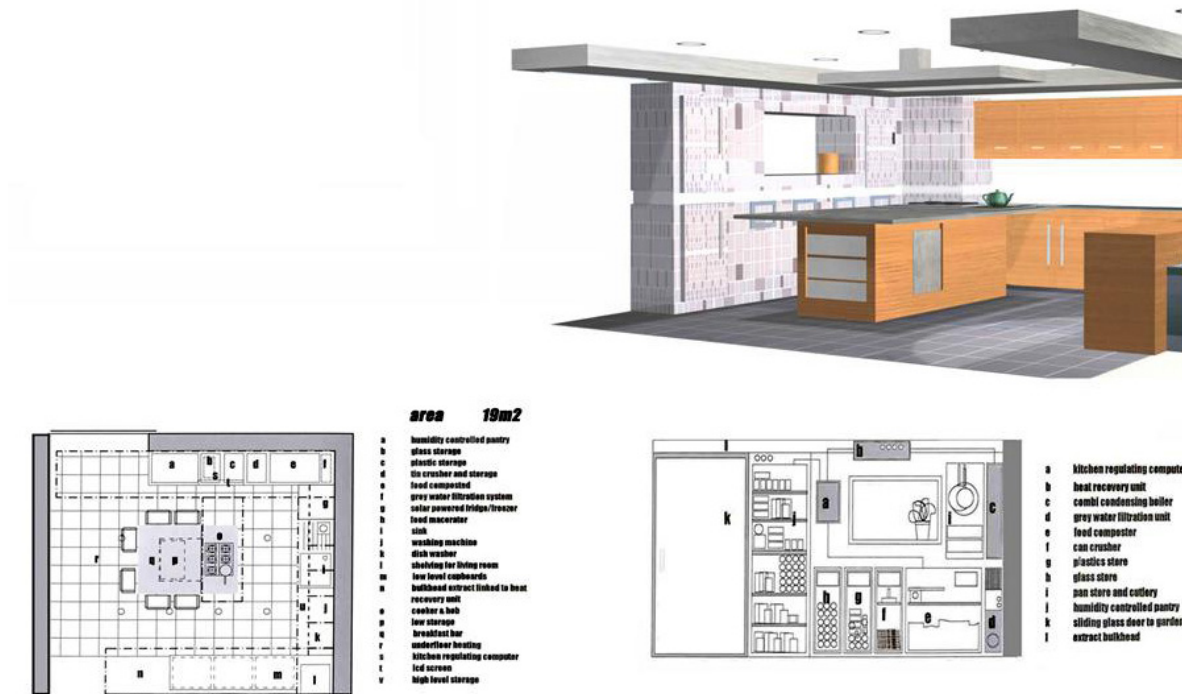 area 19m2
a humidity controlled pantry
b glass storage
c plastic storage
d tin crusher and storage
e food composted
f grey water filtration system
g solar powered fridge/freezer
h food macerator
i sink
j washing machine
k dish washer
l shelving for living room
m low level cupboards
n bulkhead extract linked to heat
recovery unit
o cooker & hob
p low storage
q breakfast bar
r underfloor heating
s kitchen regulating computer
t lcd screen
v high level storage
a b c d e f
s t
g
o
r q p
i
j
k
n m l
l
b
a
c
k j
h g f
e d
a kitchen regulating compute
b heat recovery unit
c combi condensing boiler
d grey water filtration unit
e food composter
f can crusher
g plastics store
h glass store
i pan store and cutlery
j humidity controlled pantry
k sliding glass door to garden
l extract bulkhead